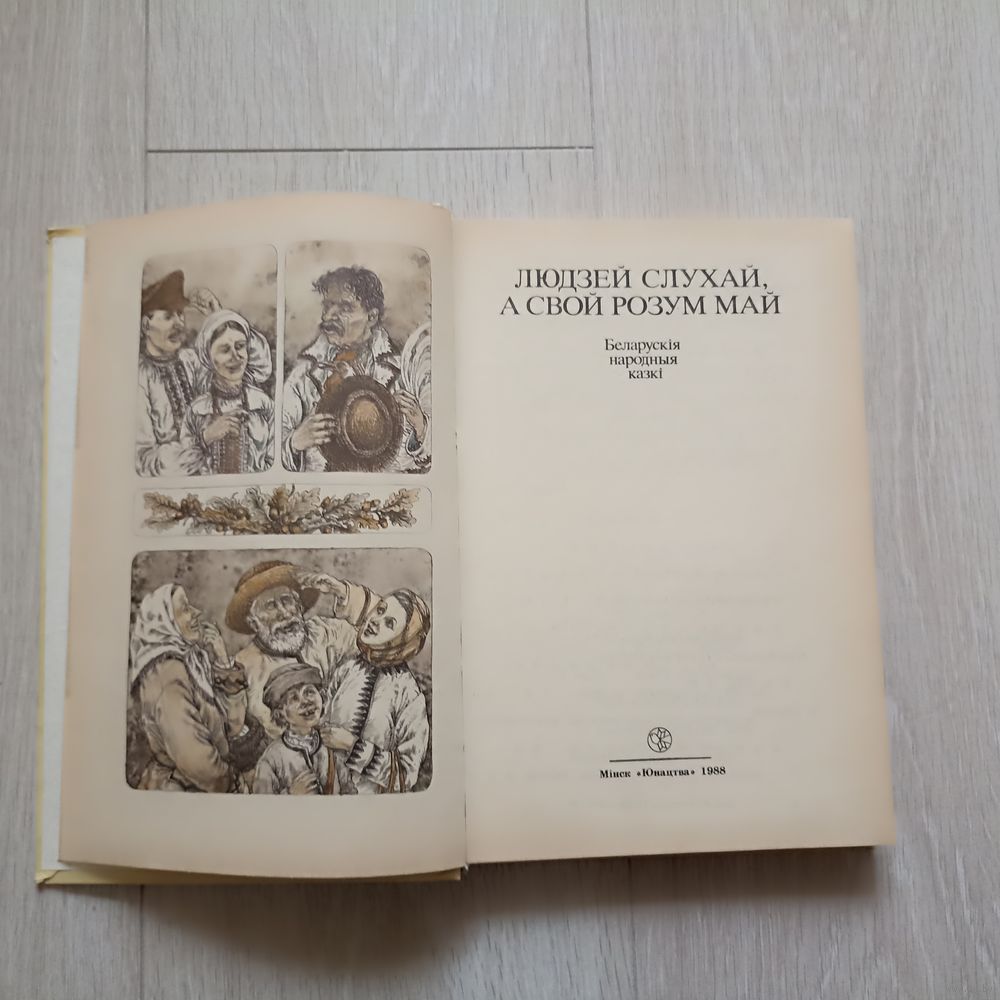 ЛЮДЗЕЙ СЛУХАЙ,
А СВОЙ РОЗУМ МАЙ
Беларускія
народныя
казкі
Мінск «Юнацтва» 1988